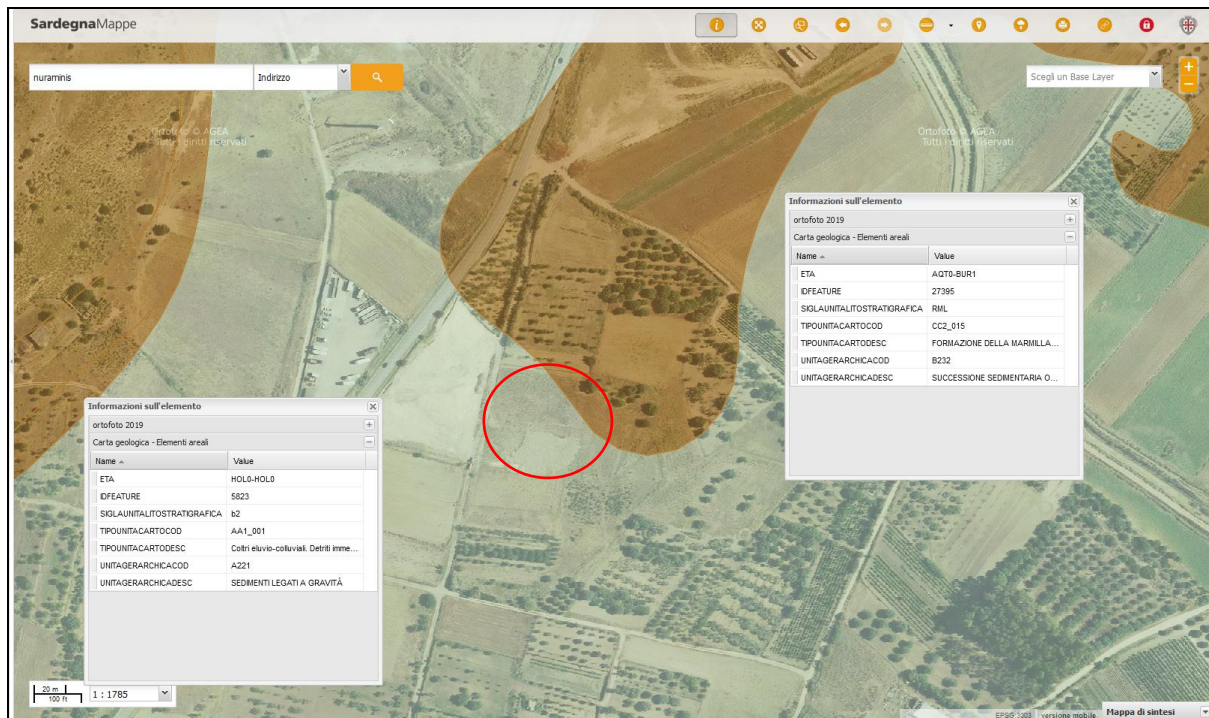 SardegnaMappe
nuraminis
Indirizzo
Scegli un Base Layer
Ortofoto © AGEA
Tutti i diritti riservati
Ortofoto © AGEA
Tutti i diritti riservati
Informazioni sull'elemento
ortofoto 2019
Carta geologica - Elementi areali
Name Value
ETA AQT0-BUR1
IDFEATURE 27395
SIGLAUNITALITOSTRATIGRAFICA RML
TIPOUNITACARTOCOD CC2_015
TIPOUNITACARTODESC FORMAZIONE DELLA MARMILLA...
UNITAGERARCHICACOD B232
UNITAGERARCHICADESC SUCCESSIONE SEDIMENTARIA O...
Informazioni sull'elemento
ortofoto 2019
Carta geologica - Elementi areali
Name Value
ETA HOL0-HOL0
IDFEATURE 5823
SIGLAUNITALITOSTRATIGRAFICA b2
TIPOUNITACARTOCOD AA1_001
TIPOUNITACARTODESC Coltri eluvio-colluviali. Detriti imme...
UNITAGERARCHICACOD A221
UNITAGERARCHICADESC SEDIMENTI LEGATI A GRAVITÀ
20 m
100 ft
1 : 1785
EPSG:3003 versione mobile Mappa di sintesi